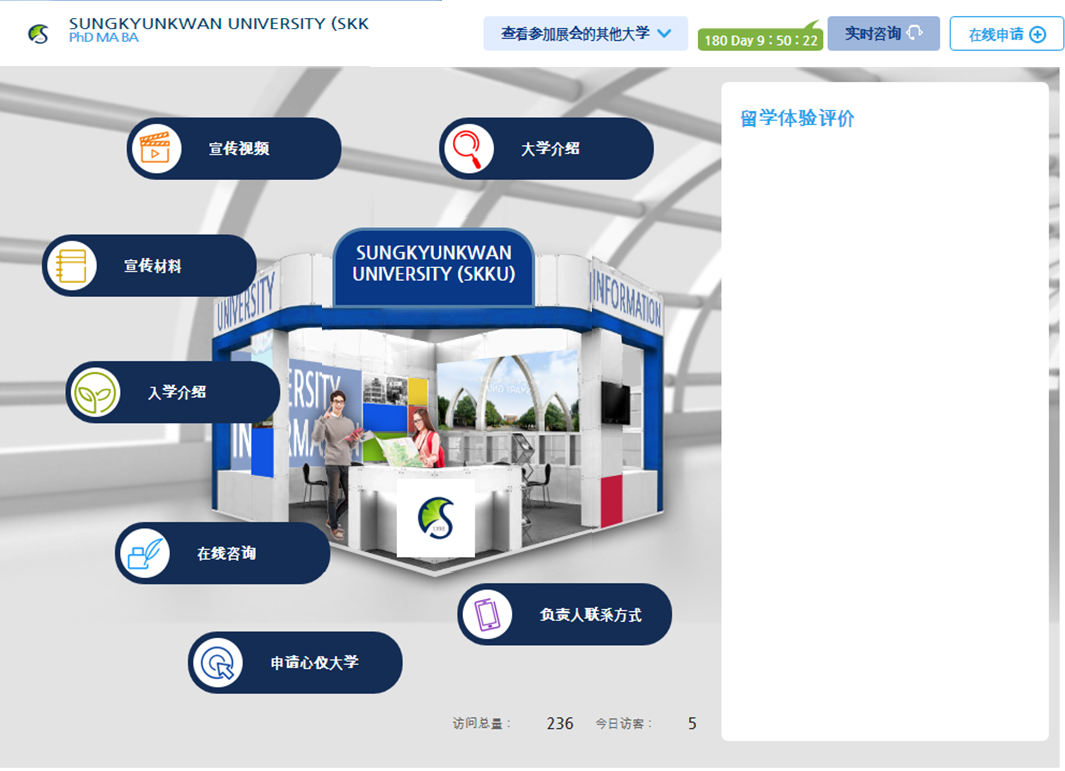 SUNGKYUNKWAN UNIVERSITY (SKK
PhD MA BA
查看参加展会的其他大学
180 Day 9 : 50 : 22
实时咨询
在线申请
宣传视频
大学介绍
留学体验评价
宣传材料
SUNGKYUNKWAN
UNIVERSITY (SKKU)
UNIVERSITY
INFORMATION
入学介绍
ERSITY
在线咨询
负责人联系方式
申请心仪大学
访问总量 : 236 今日访客 : 5